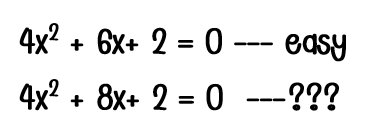 4x² + 6x+ 2 = 0 --- easy
4x² + 8x+ 2 = 0 ---???